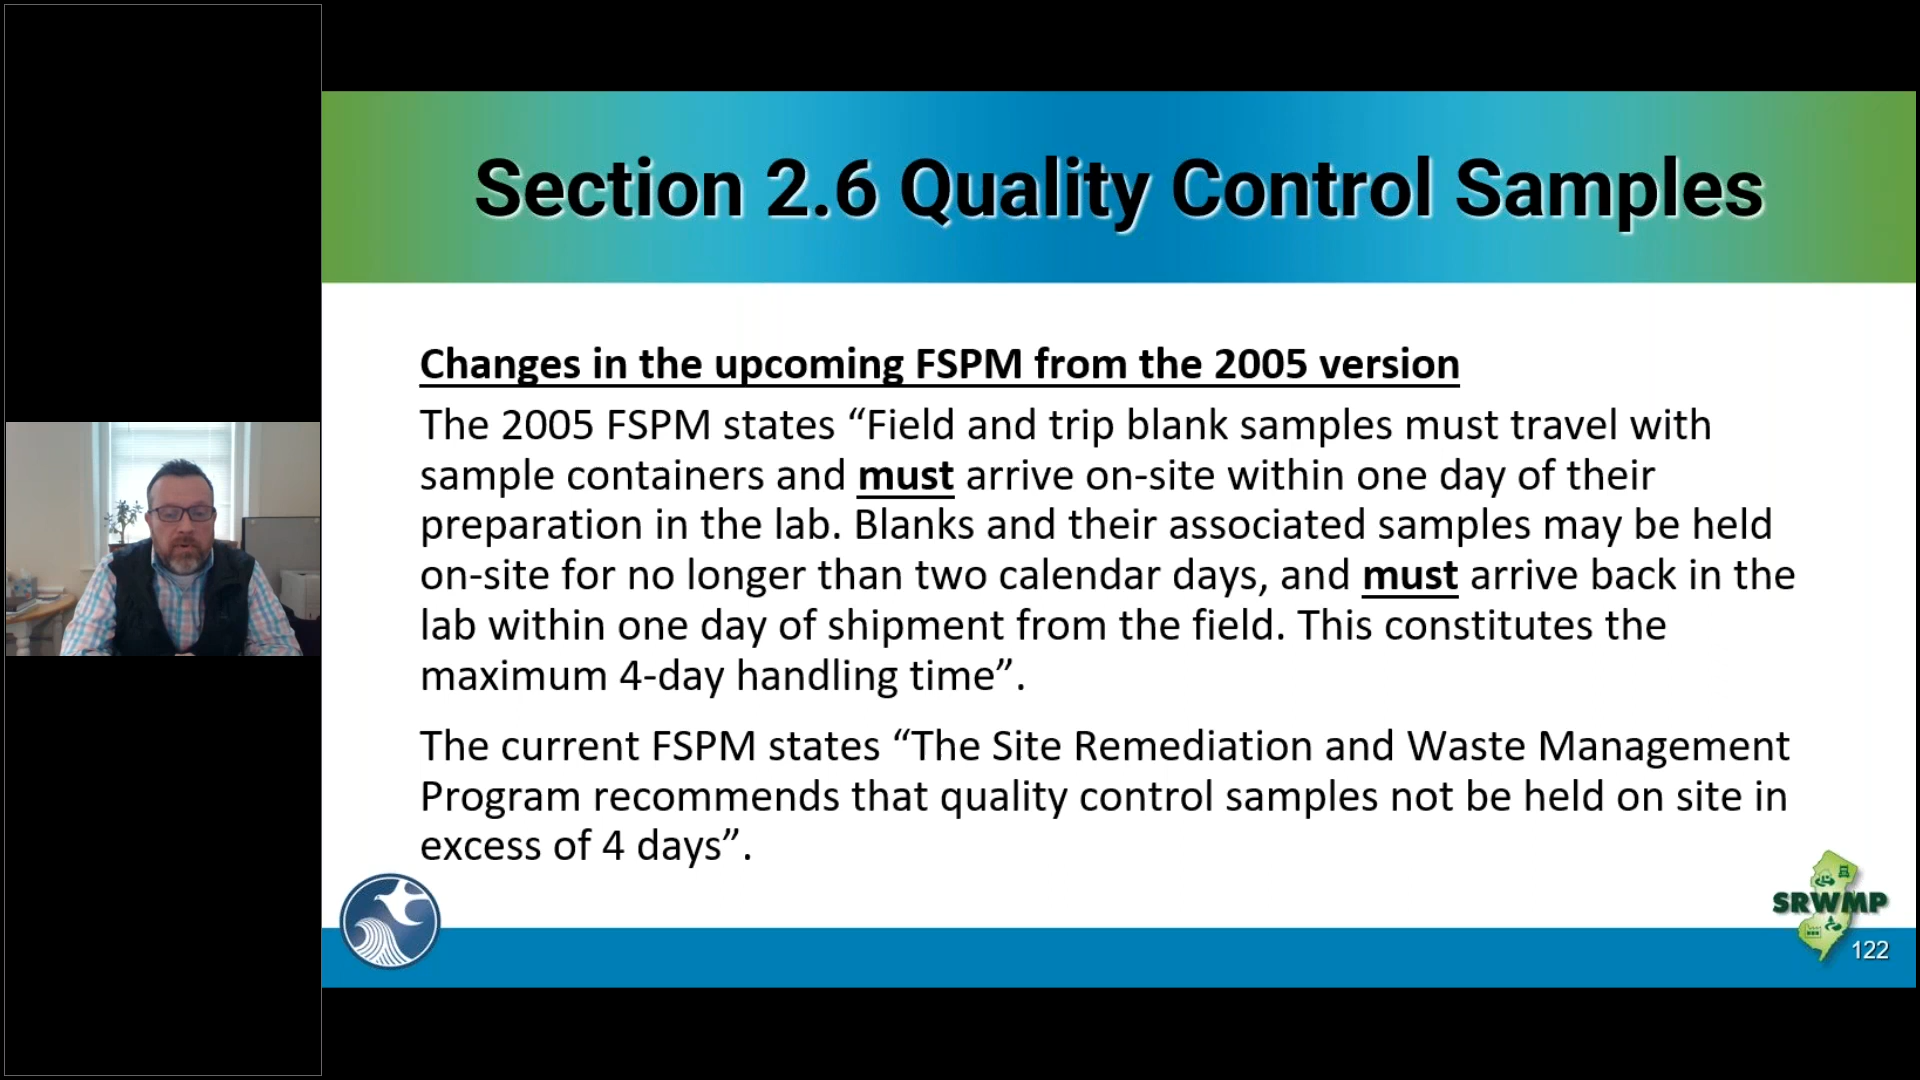 Section 2.6 Quality Control Samples
Changes in the upcoming FSPM from the 2005 version
The 2005 FSPM states “Field and trip blank samples must travel with
sample containers and must arrive on-site within one day of their
preparation in the lab. Blanks and their associated samples may be held
on-site for no longer than two calendar days, and must arrive back in the
lab within one day of shipment from the field. This constitutes the
maximum 4-day handling time”.
The current FSPM states “The Site Remediation and Waste Management
Program recommends that quality control samples not be held on site in
excess of 4 days”.
SRWMP
122